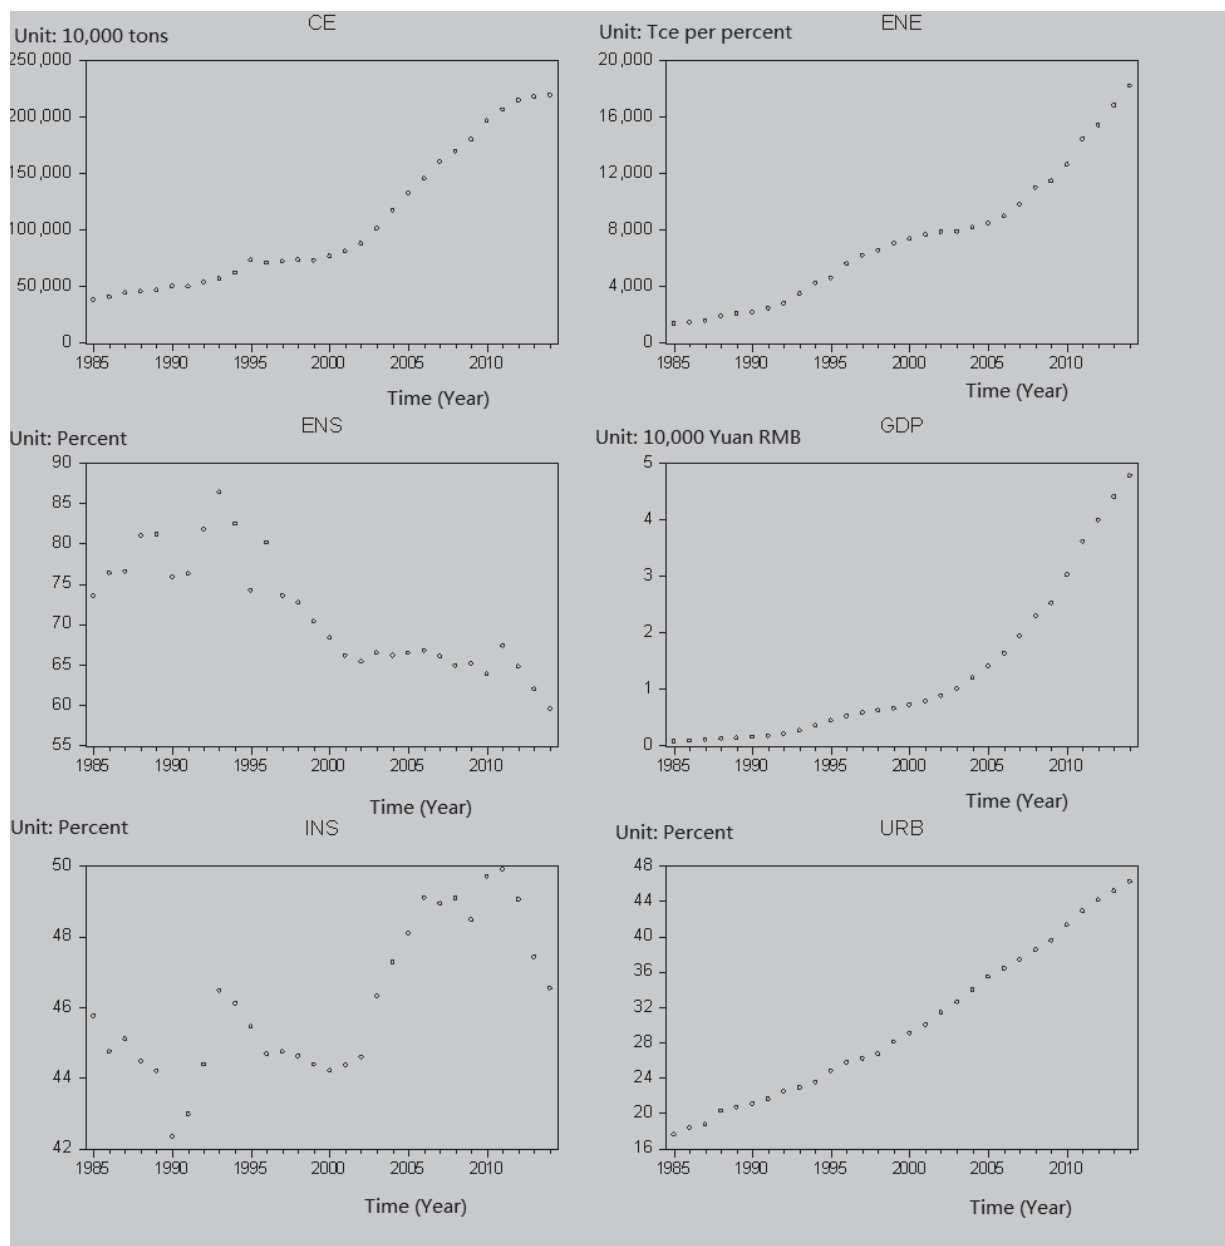 CE
Unit: 10,000 tons
250,000
200,000
150,000
100,000
50,000
0
1985 1990 1995 2000 2005 2010
Time (Year)
ENE
Unit: Tce per percent
20,000
16,000
12,000
8,000
4,000
0
1985 1990 1995 2000 2005 2010
Time (Year)
ENS
Unit: Percent
90
85
80
75
70
65
60
55
1985 1990 1995 2000 2005 2010
Time (Year)
GDP
Unit: 10,000 Yuan RMB
5
4
3
2
1
0
1985 1990 1995 2000 2005 2010
Time (Year)
INS
Unit: Percent
50
48
46
44
42
1985 1990 1995 2000 2005 2010
Time (Year)
URB
Unit: Percent
48
44
40
36
32
28
24
20
16
1985 1990 1995 2000 2005 2010
Time (Year)